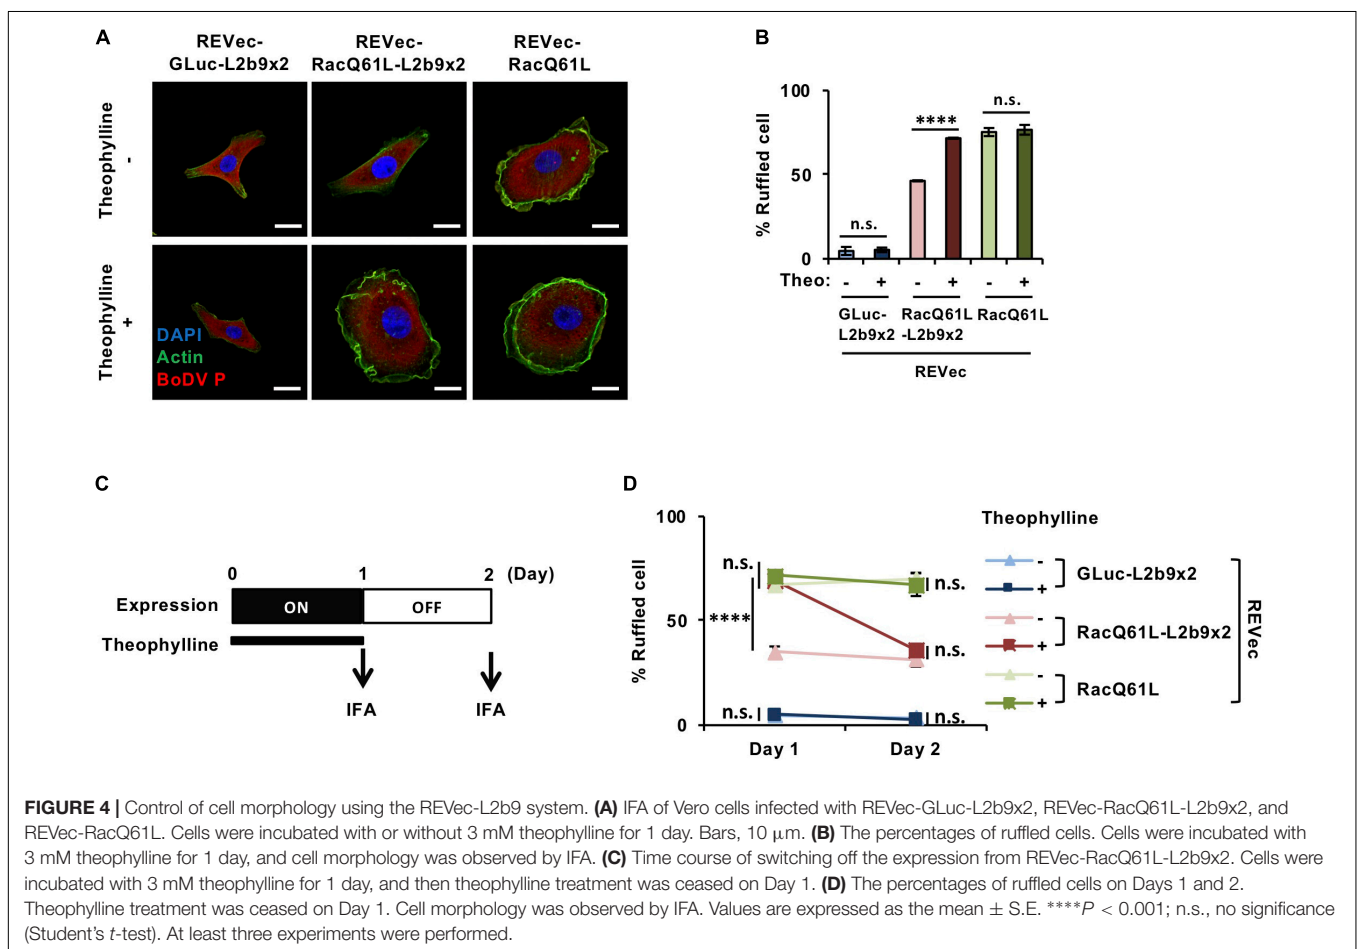 A
REVec-
GLuc-L2b9x2
REVec-
RacQ61L-L2b9x2
REVec-
RacQ61L
Theophylline
-
Theophylline
+
DAPI
Actin
BoDV P
B
% Ruffled cell
100
50
0
n.s.
****
n.s.
Theo: - + - + - +
GLuc-
L2b9x2
RacQ61L
-L2b9x2
RacQ61L
REVec
C
0 1 2 (Day)
Expression ON OFF
Theophylline
IFA IFA
D
% Ruffled cell
100
50
0
n.s.
****
n.s.
n.s.
n.s.
n.s.
Day 1 Day 2
Theophylline
-
+
GLuc-L2b9x2
-
+
RacQ61L-L2b9x2
-
+
RacQ61L
REVec
FIGURE 4 | Control of cell morphology using the REVec-L2b9 system. (A) IFA of Vero cells infected with REVec-GLuc-L2b9x2, REVec-RacQ61L-L2b9x2, and
REVec-RacQ61L. Cells were incubated with or without 3 mM theophylline for 1 day. Bars, 10 μm. (B) The percentages of ruffled cells. Cells were incubated with
3 mM theophylline for 1 day, and cell morphology was observed by IFA. (C) Time course of switching off the expression from REVec-RacQ61L-L2b9x2. Cells were
incubated with 3 mM theophylline for 1 day, and then theophylline treatment was ceased on Day 1. (D) The percentages of ruffled cells on Days 1 and 2.
Theophylline treatment was ceased on Day 1. Cell morphology was observed by IFA. Values are expressed as the mean ± S.E. ****P < 0.001; n.s., no significance
(Student's t-test). At least three experiments were performed.